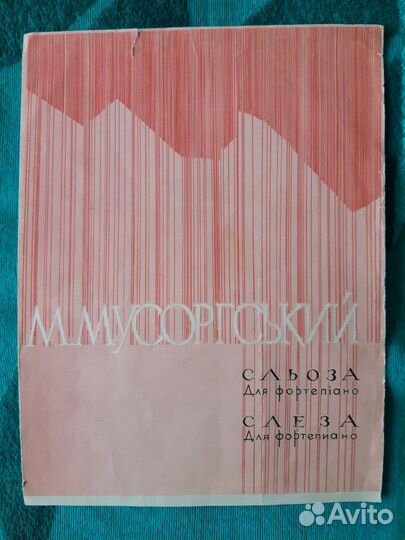 М.МУСОРГСЬКИЙ
СЛЬОЗА
Для фортепіано
СЛЕЗА
Для фортепиано
Avito